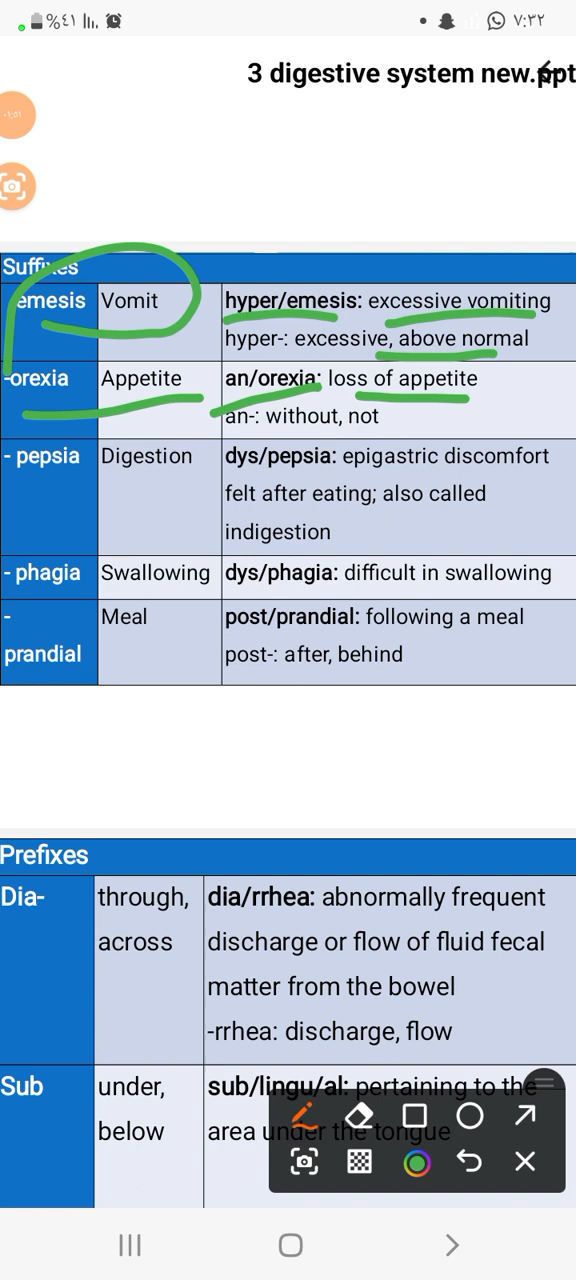 %٤١ ٧:٣٢
3 digestive system new.ppt
٠١:٥١
Suffixes
emesis Vomit hyper/emesis: excessive vomiting
hyper-: excessive, above normal
-orexia Appetite an/orexia: loss of appetite
an-: without, not
- pepsia Digestion dys/pepsia: epigastric discomfort
felt after eating; also called
indigestion
- phagia Swallowing dys/phagia: difficult in swallowing
- Meal post/prandial: following a meal
prandial post-: after, behind
Prefixes
Dia- through, dia/rrhea: abnormally frequent
across discharge or flow of fluid fecal
matter from the bowel
-rrhea: discharge, flow
Sub under, sub/lingu/al: pertaining to the
below area under the tongue